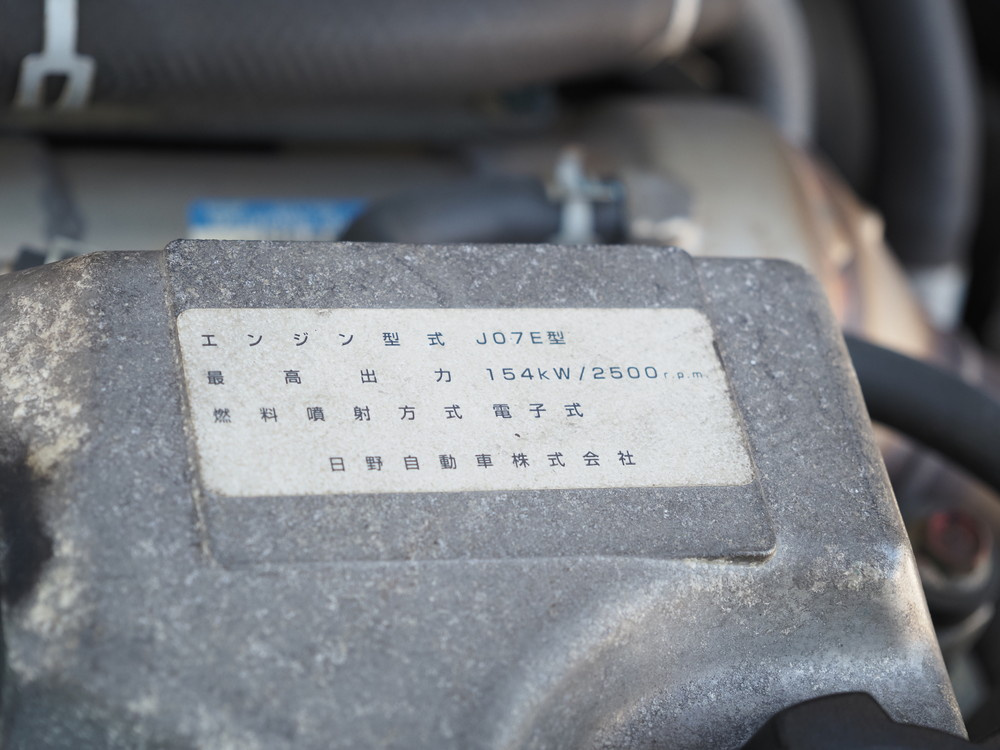 エンジン型式 J07E型
最高出力 154kW/2500r.p.m.
燃料噴射方式 電子式
日野自動車株式会社